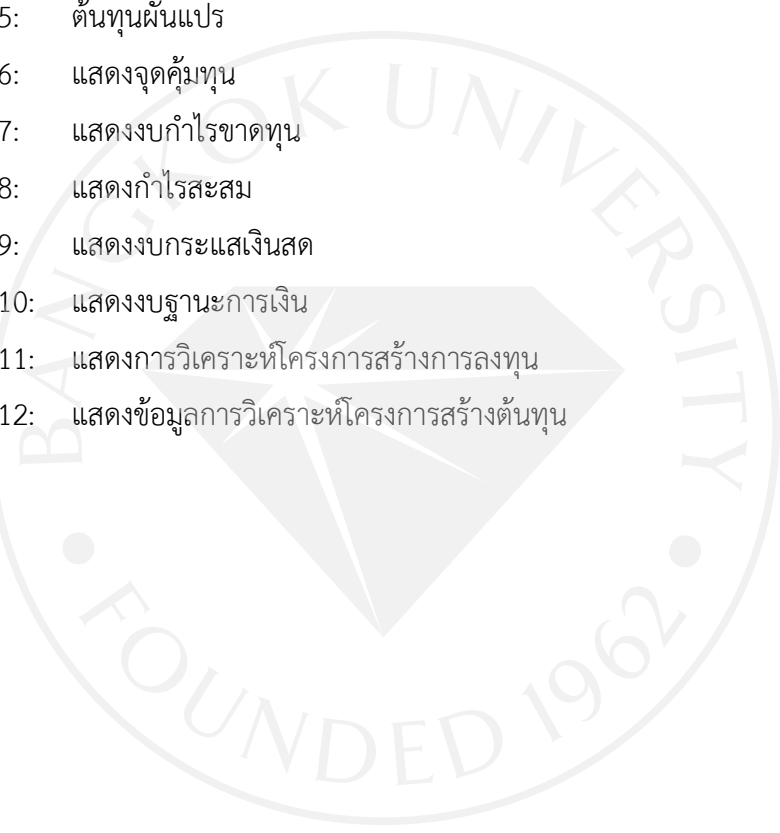 5: ต้นทุนผันแปร
6: แสดงจุดคุ้มทุน
7: แสดงงบกำไรขาดทุน
8: แสดงกำไรสะสม
9: แสดงงบกระแสเงินสด
10: แสดงงบฐานะการเงิน
11: แสดงการวิเคราะห์โครงการสร้างการลงทุน
12: แสดงข้อมูลการวิเคราะห์โครงการสร้างต้นทุน
BANGKOK UNIVERSITY
• FOUNDED 1962 •